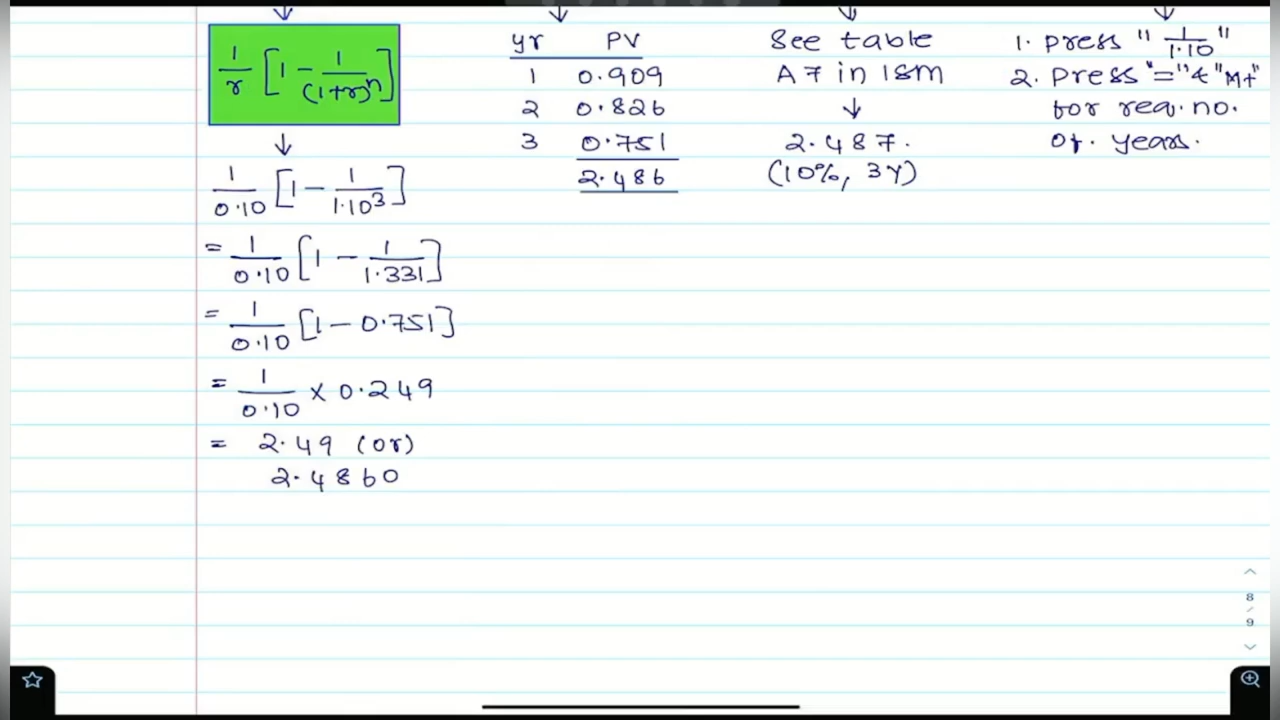 1/r [1 - 1/(1+r)^n]
1/0.10 [1 - 1/1.10^3]
= 1/0.10 [1 - 1/1.331]
= 1/0.10 [1 - 0.751]
= 1/0.10 × 0.249
= 2.49 (or)
2.4860
yr PV
1 0.909
2 0.826
3 0.751
2.486
See table
A7 in ISM
2.487.
(10%, 3Y)
1. press "1/1.10"
2. press "=" & "M+"
for req. no.
of. years.
8
/
9